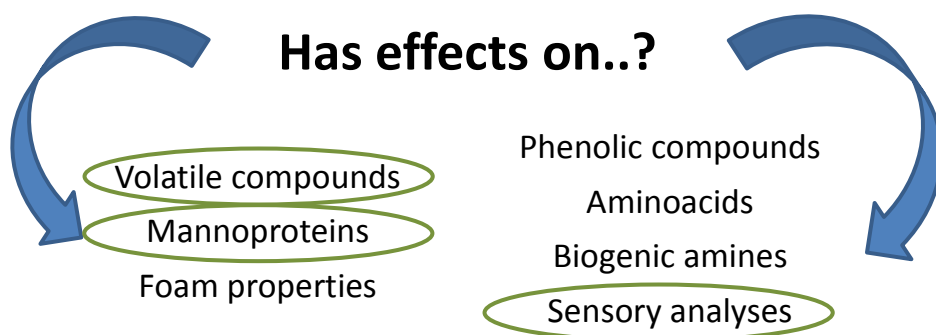 Has effects on..?
Volatile compounds
Mannoproteins
Foam properties
Phenolic compounds
Aminoacids
Biogenic amines
Sensory analyses